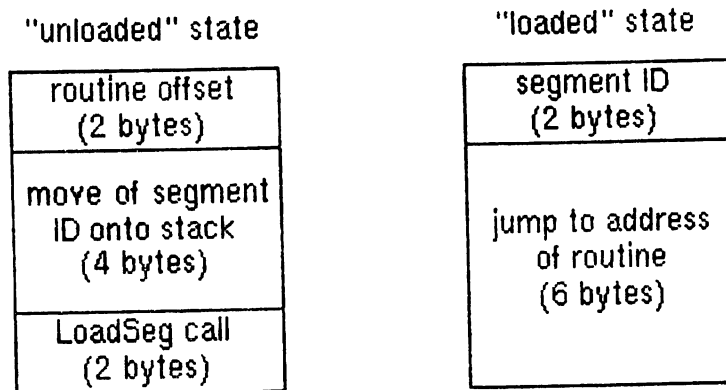 "unloaded" state
routine offset
(2 bytes)
move of segment
ID onto stack
(4 bytes)
LoadSeg call
(2 bytes)
"loaded" state
segment ID
(2 bytes)
jump to address
of routine
(6 bytes)